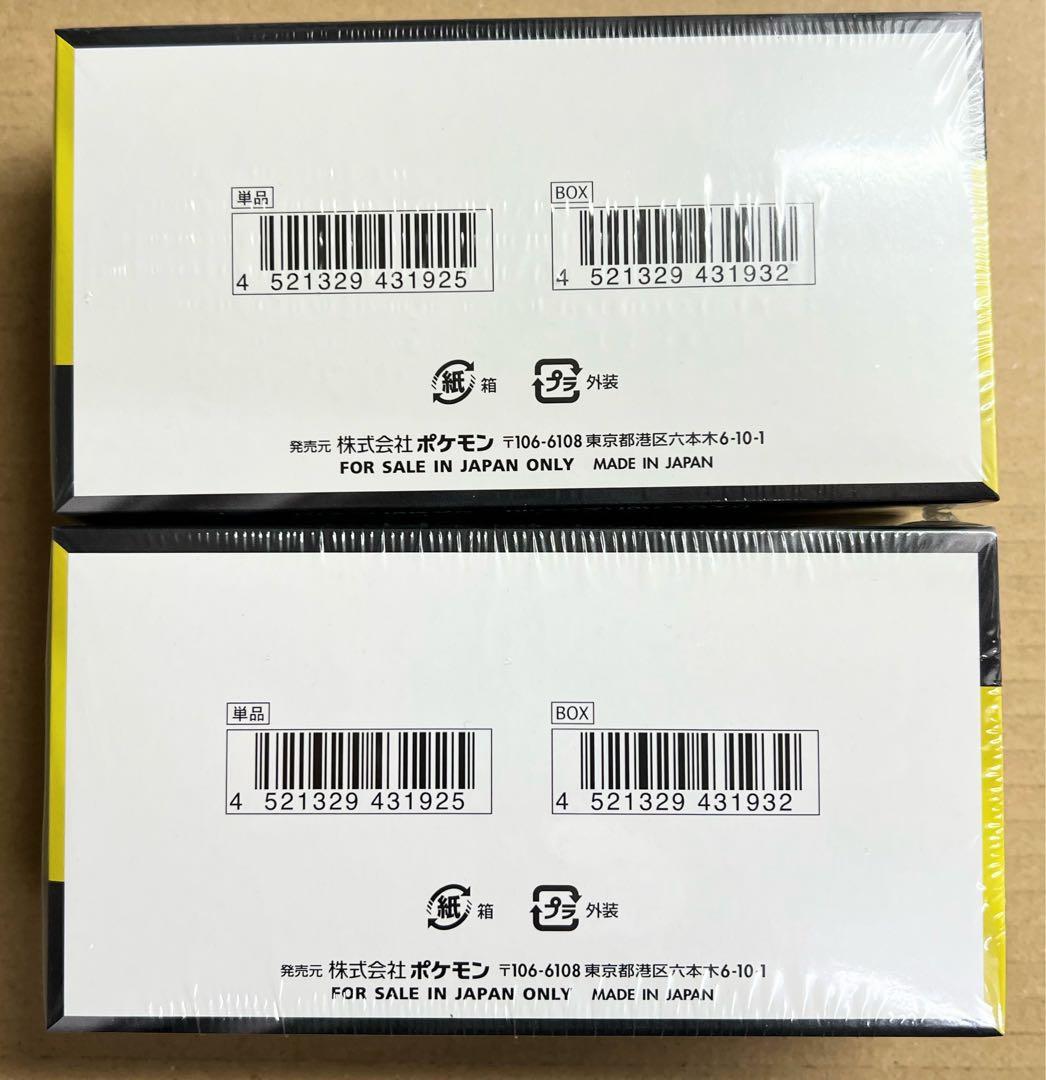 単品
BOX
4 521329 431925
4 521329 431932
紙 箱
プラ 外装
発売元 株式会社ポケモン 〒106-6108 東京都港区六本木6-10-1
FOR SALE IN JAPAN ONLY MADE IN JAPAN
単品
BOX
4 521329 431925
4 521329 431932
紙 箱
プラ 外装
発売元 株式会社ポケモン 〒106-6108 東京都港区六本木6-10-1
FOR SALE IN JAPAN ONLY MADE IN JAPAN